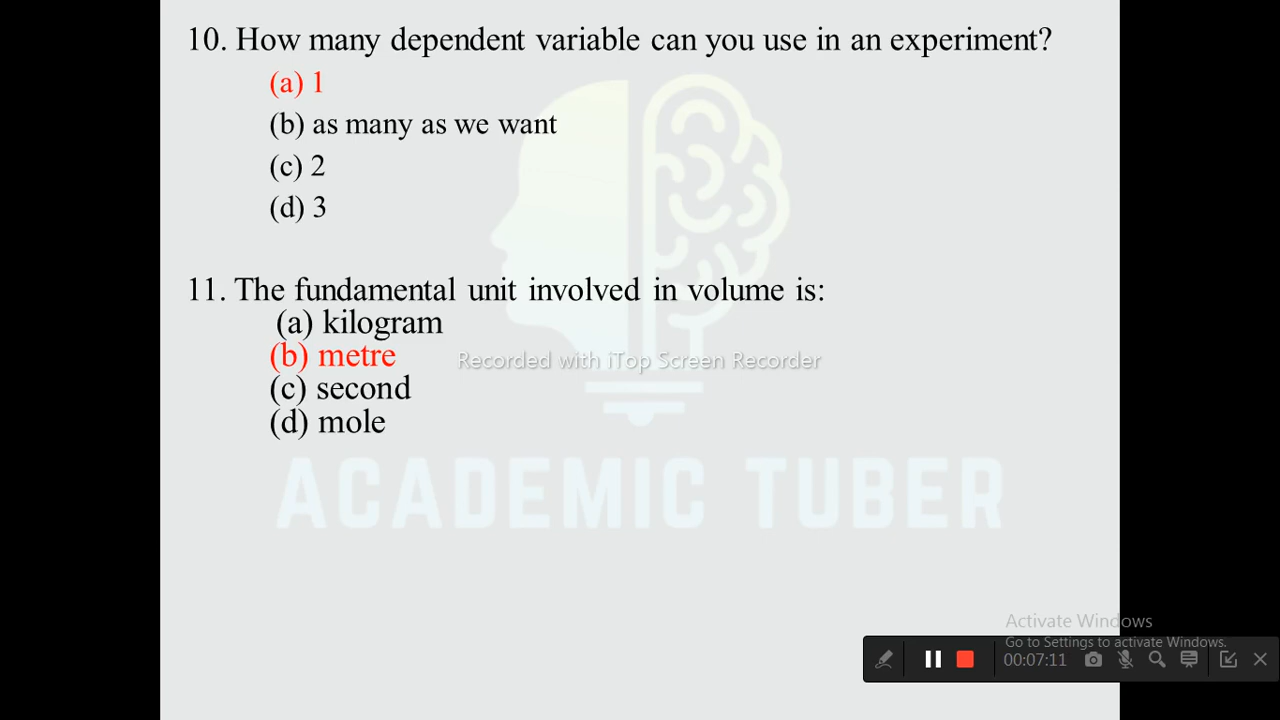 10. How many dependent variable can you use in an experiment?
(a) 1
(b) as many as we want
(c) 2
(d) 3
11. The fundamental unit involved in volume is:
(a) kilogram
(b) metre
Recorded with iTop Screen Recorder
(c) second
(d) mole
ACADEMIC TUBER
Activate Windows
Go to Settings to activate Windows.
00:07:11